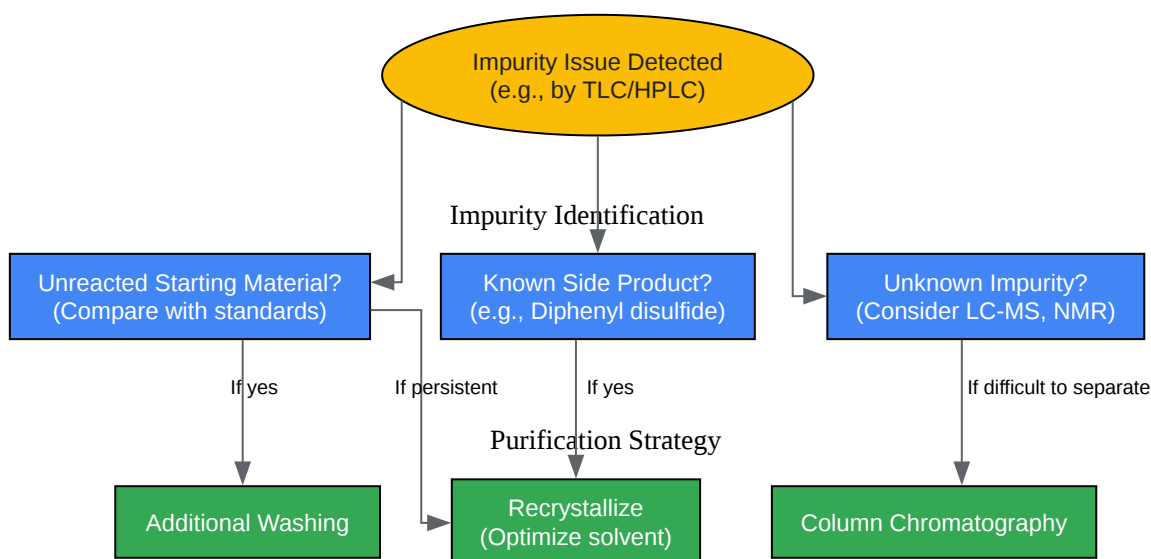 Impurity Issue Detected
(e.g., by TLC/HPLC)
Impurity Identification
Unreacted Starting Material?
(Compare with standards)
Known Side Product?
(e.g., Diphenyl disulfide)
Unknown Impurity?
(Consider LC-MS, NMR)
If yes
If persistent
If yes
If difficult to separate
Purification Strategy
Additional Washing
Recrystallize
(Optimize solvent)
Column Chromatography